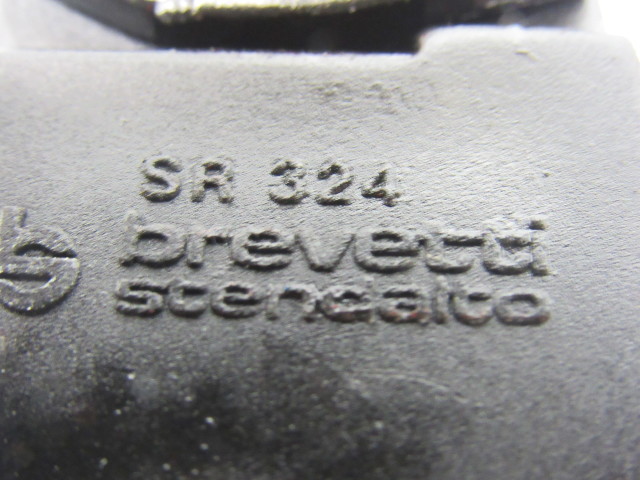 SR 324
brevetti
stendalto